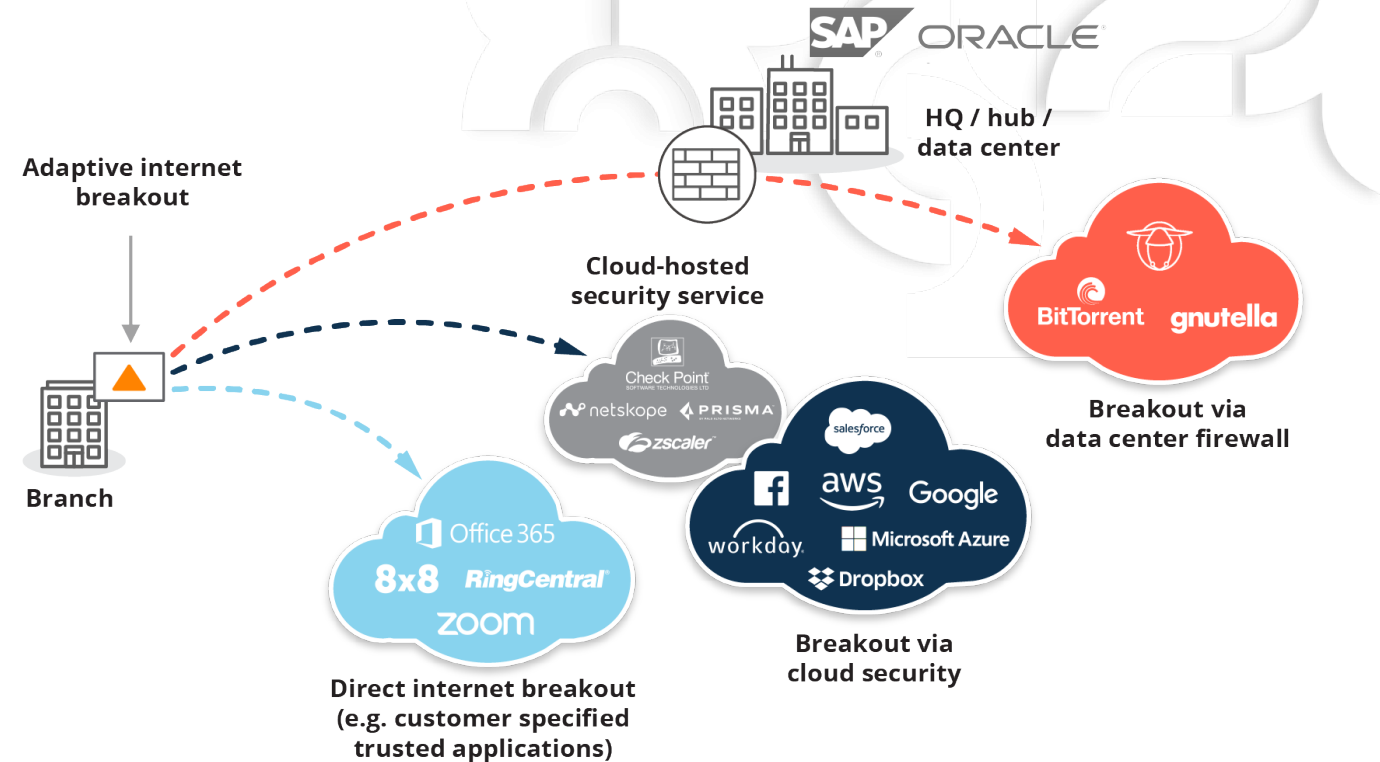 SAP
ORACLE
HQ / hub /
data center
Adaptive internet
breakout
Cloud-hosted
security service
BitTorrent
gnutella
Check Point
SOFTWARE TECHNOLOGIES LTD
netskope
PRISMA
zscaler
Breakout via
data center firewall
salesforce
aws
Google
workday.
Microsoft Azure
Dropbox
Branch
Office 365
8x8
RingCentral®
zoom
Breakout via
cloud security
Direct internet breakout
(e.g. customer specified
trusted applications)